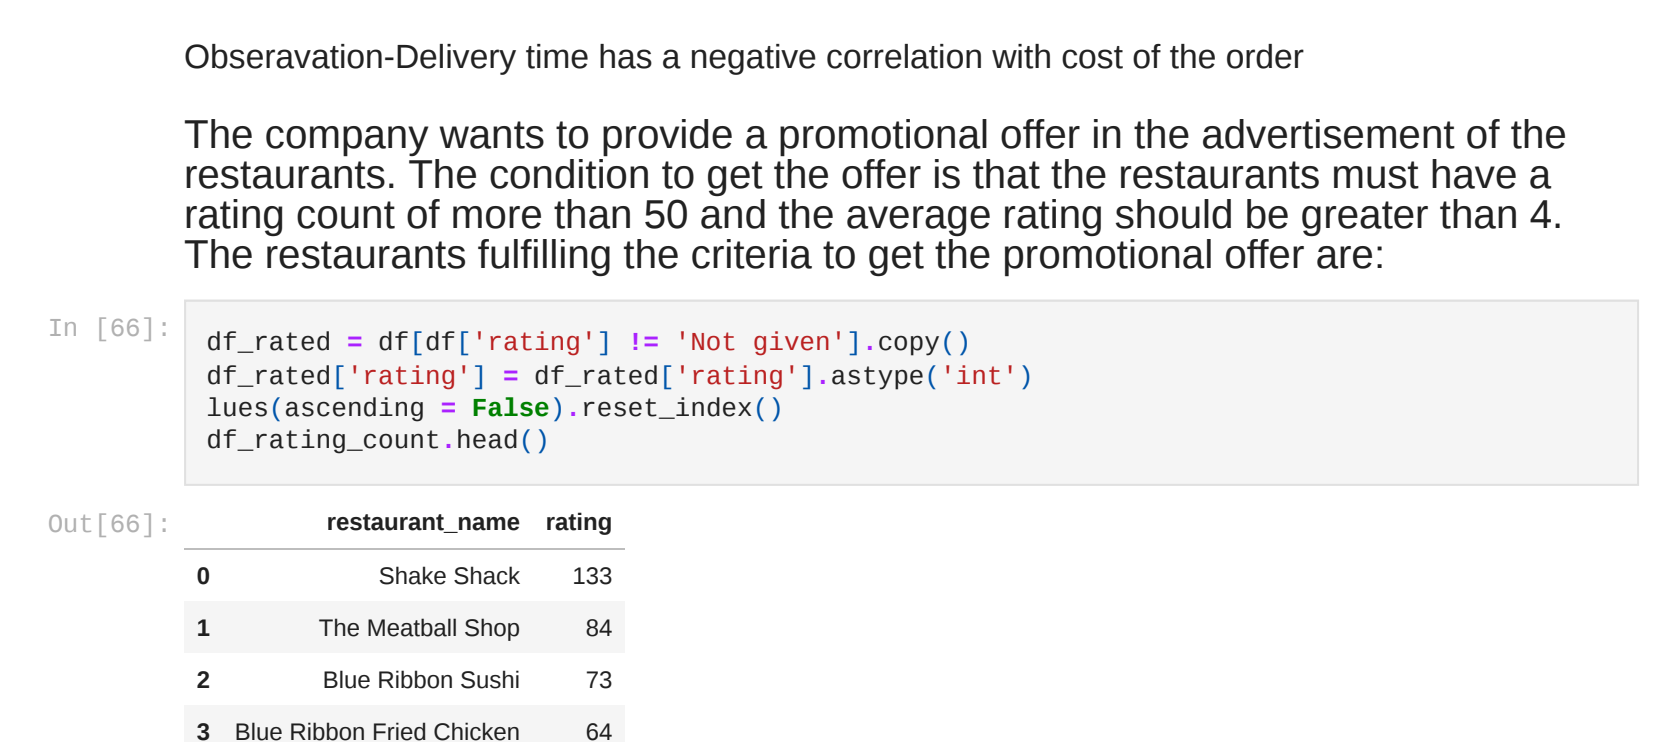 Obseravation-Delivery time has a negative correlation with cost of the order
The company wants to provide a promotional offer in the advertisement of the
restaurants. The condition to get the offer is that the restaurants must have a
rating count of more than 50 and the average rating should be greater than 4.
The restaurants fulfilling the criteria to get the promotional offer are:
In [66]:
df_rated = df[df['rating'] != 'Not given'].copy()
df_rated['rating'] = df_rated['rating'].astype('int')
lues(ascending = False).reset_index()
df_rating_count.head()
Out[66]:
restaurant_name rating
0 Shake Shack 133
1 The Meatball Shop 84
2 Blue Ribbon Sushi 73
3 Blue Ribbon Fried Chicken 64